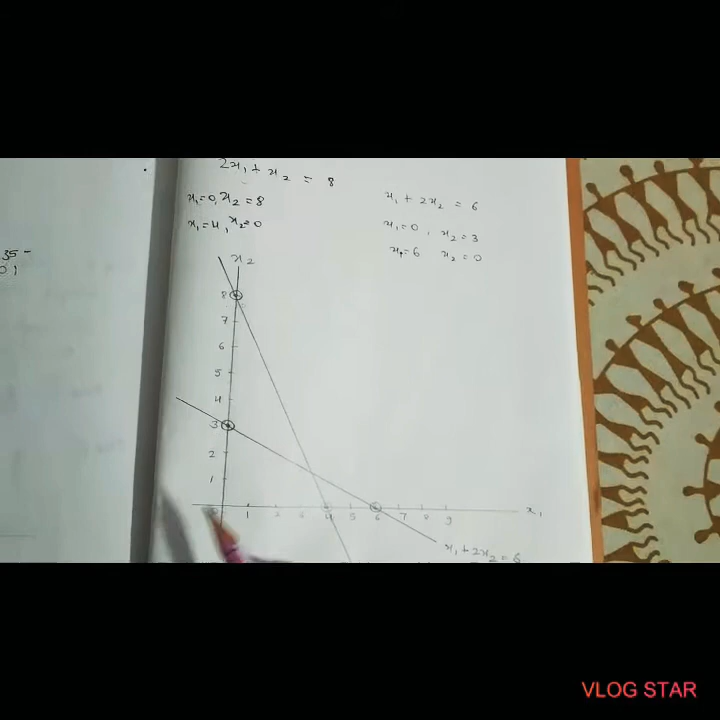 2x₁ + x₂ = 8
x₁=0, x₂ = 8
x₁=4, x₂=0
x₁ + 2x₂ = 6
x₁=0, x₂=3
x₁=6 x₂=0
35-
01
x₂
8
7
6
5
4
3
2
1
1 2 3 4 5 6 7 8 9
x₁
x₁+2x₂=6
VLOG STAR